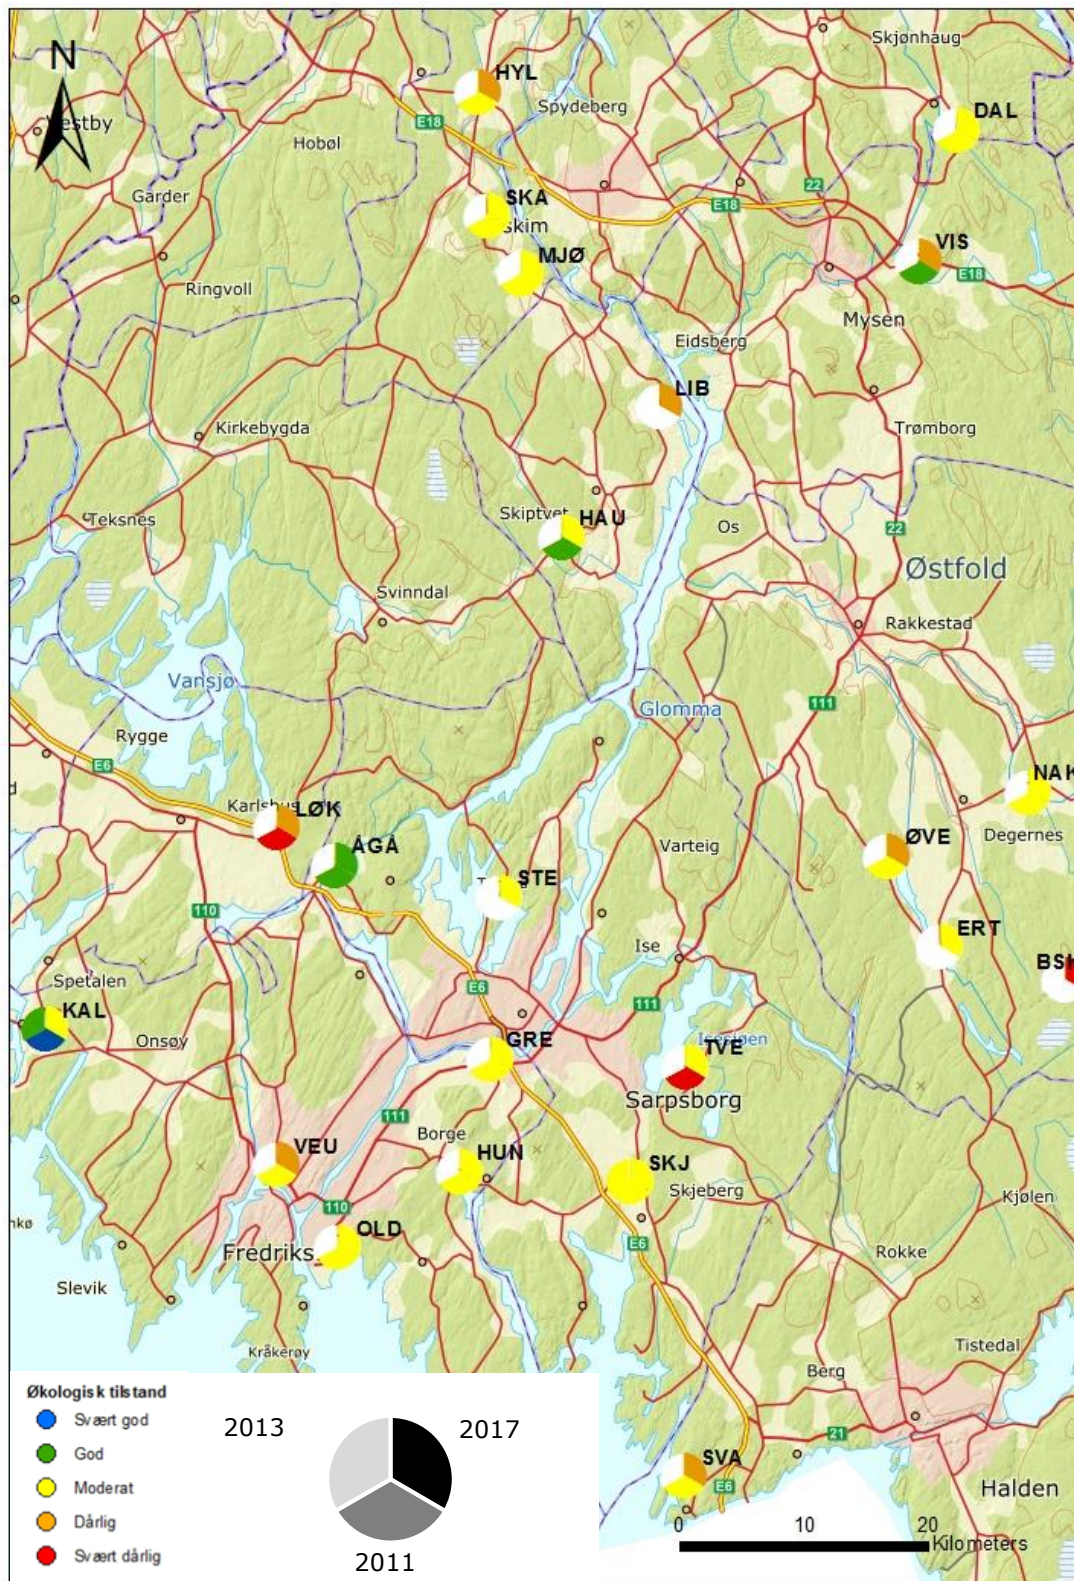 N
HYL
Skjønhaug
Spydeberg
DAL
Vestby
E18
Hobøl
22
Garder
SKA
E18
skim
VIS
MJØ
E18
Ringvoll
Mysen
Eidsberg
LIB
Kirkebygda
Trømborg
Skiptvet
HAU
Teksnes
Os
22
Østfold
Svinndal
Rakkestad
Vansjø
Glomma
111
Rygge
E6
NAK
d
Karlshus
LØK
Degernes
ÅGÅ
Varteig
ØVE
STE
110
ERT
Ise
Spetalen
BSK
E6
111
KAL
Onsøy
GRE
TVE
Isesjøen
Sarpsborg
111
Borge
VEU
HUN
SKJ
Skjeberg
Kjølen
110
nkø
OLD
Fredriks
E6
Rokke
Slevik
Kråkerøy
Tistedal
Berg
Økologisk tilstand
Svært god
God
Moderat
Dårlig
Svært dårlig
2013
2017
2011
21
SVA
E6
Halden
0 10 20
Kilometers